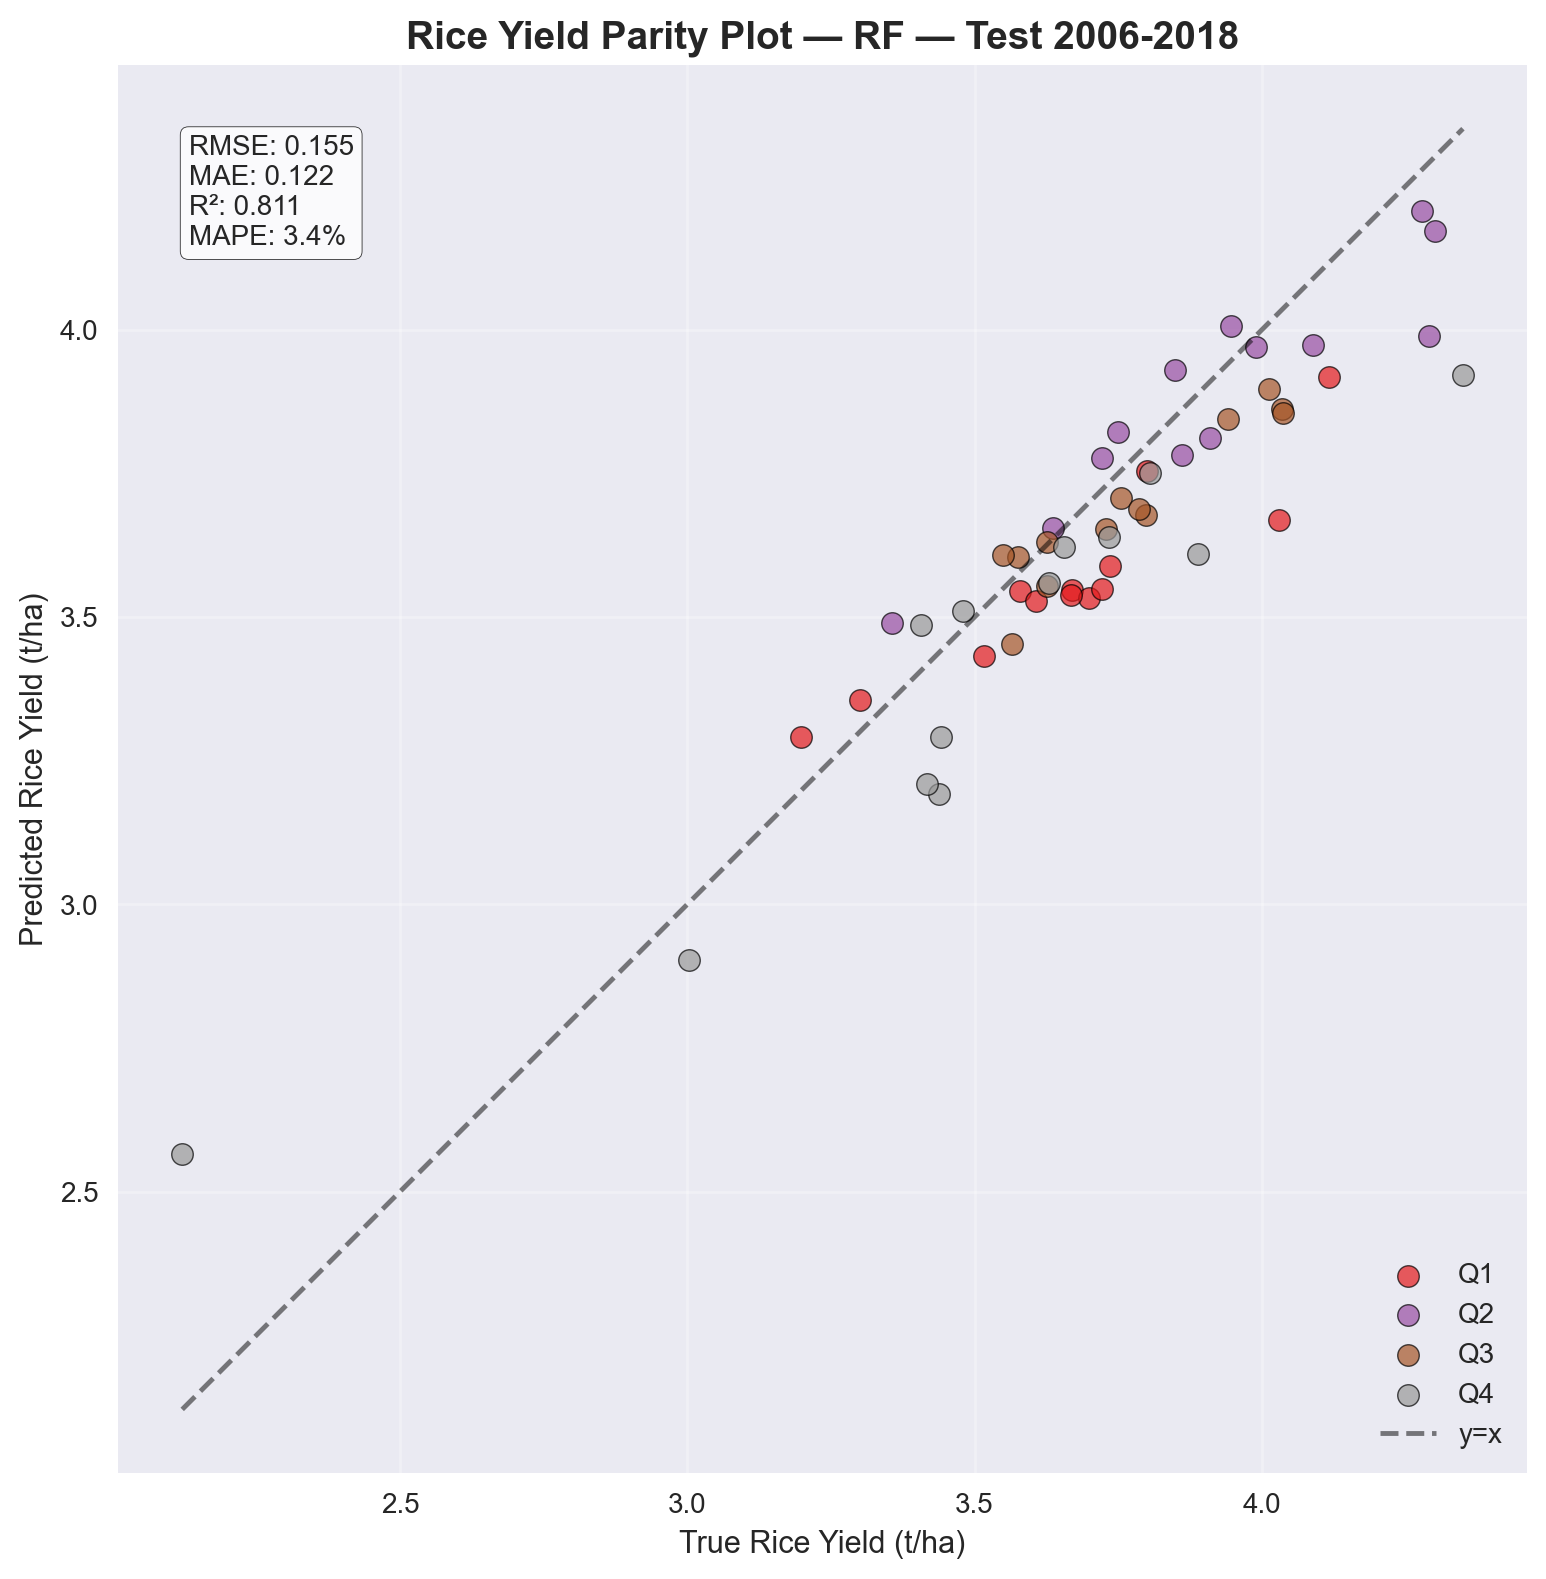 Rice Yield Parity Plot — RF — Test 2006-2018
RMSE: 0.155
MAE: 0.122
R²: 0.811
MAPE: 3.4%
Predicted Rice Yield (t/ha)
4.0
3.5
3.0
2.5
Q1
Q2
Q3
Q4
y=x
2.5
3.0
3.5
4.0
True Rice Yield (t/ha)